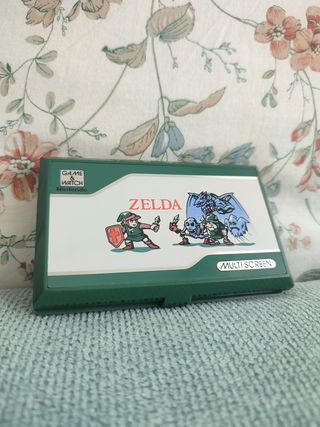 GAME
& WATCH
Nintendo
ZELDA
MULTI SCREEN